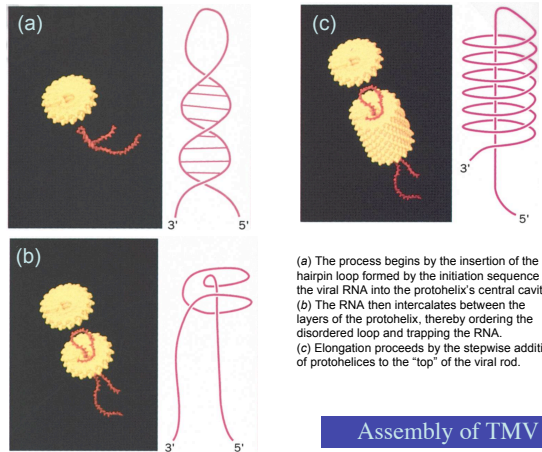 (a)
3'
5'
(b)
3'
5'
(c)
3'
5'
(a) The process begins by the insertion of the
hairpin loop formed by the initiation sequence
the viral RNA into the protohelix's central cavit
(b) The RNA then intercalates between the
layers of the protohelix, thereby ordering the
disordered loop and trapping the RNA.
(c) Elongation proceeds by the stepwise additi
of protohelices to the “top” of the viral rod.
Assembly of TMV